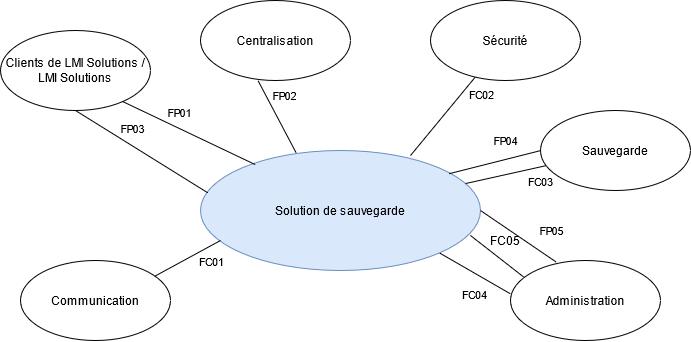 Clients de LMI Solutions /
LMI Solutions
Centralisation
Sécurité
FP01
FP03
FP02
FC02
FP04
FC03
Sauvegarde
Solution de sauvegarde
FP05
FC05
FC04
FC01
Communication
Administration